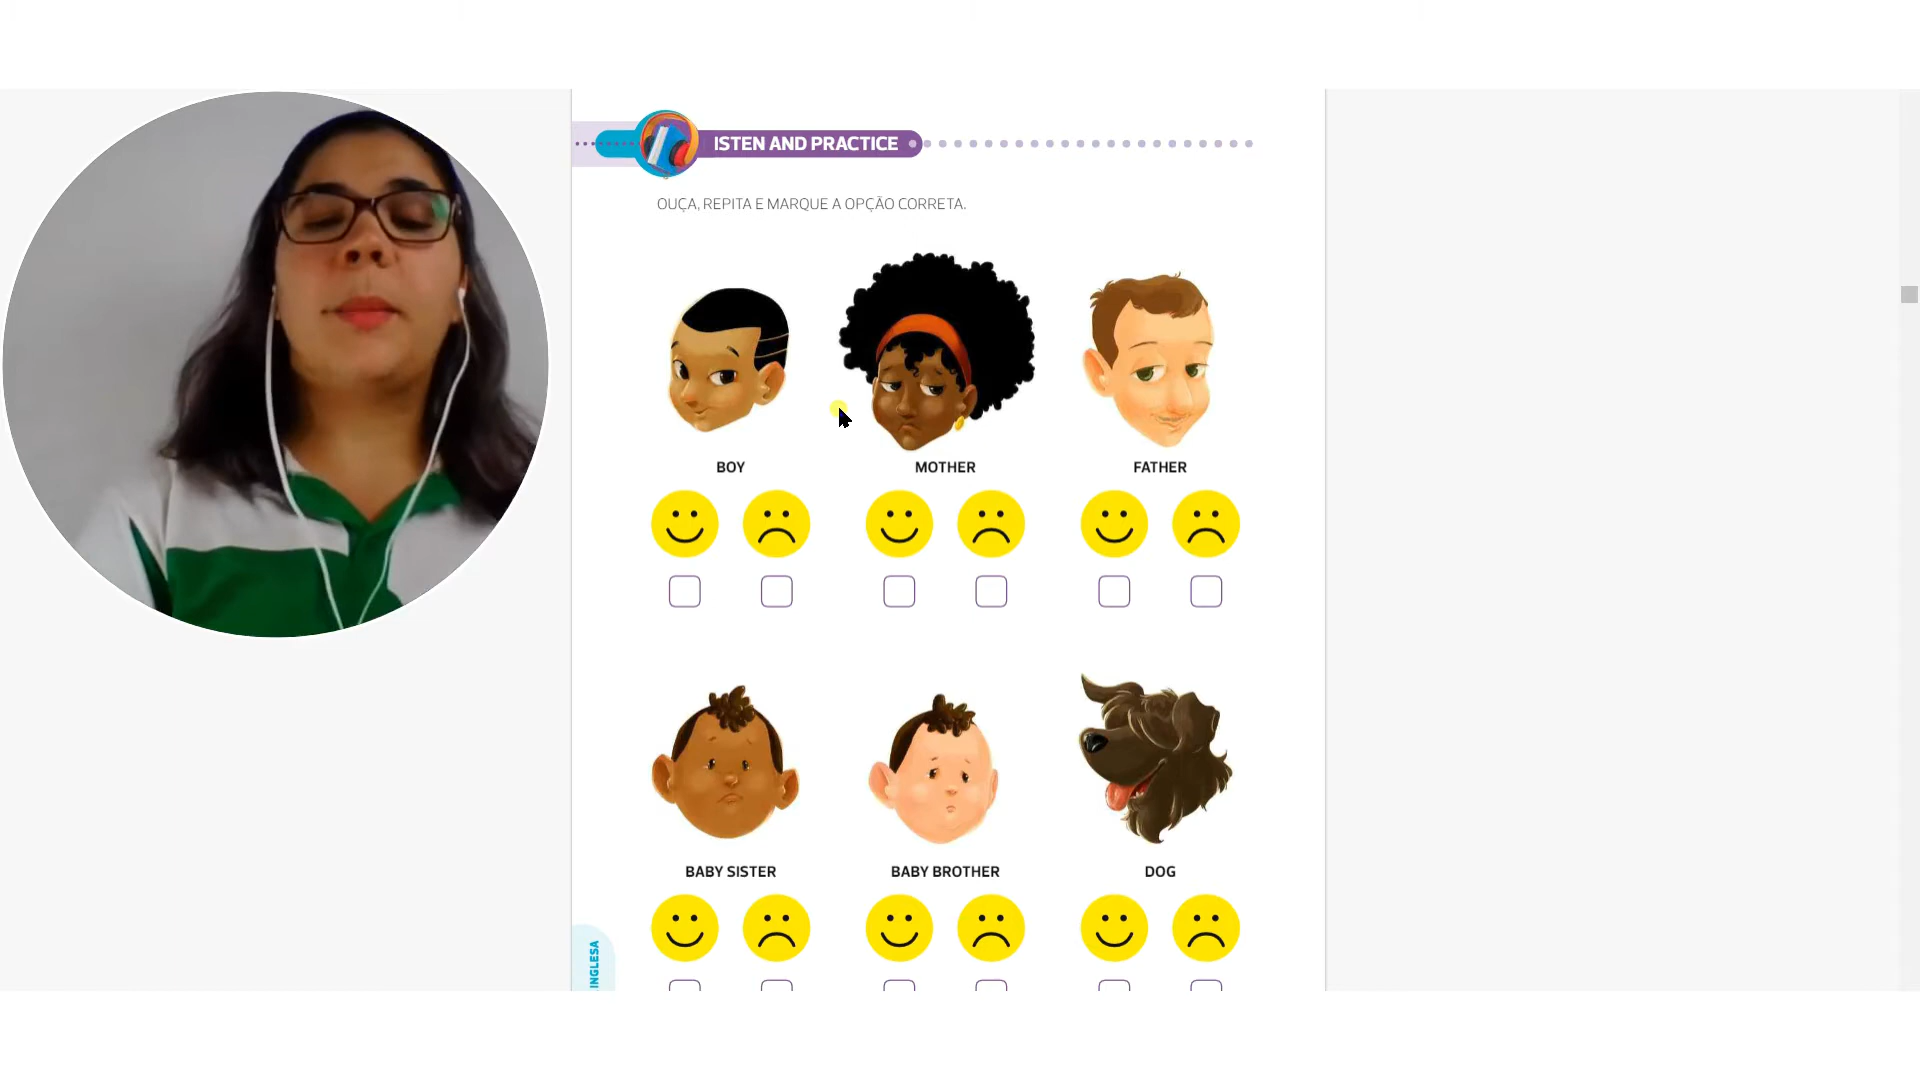 ISTEN AND PRACTICE
OUÇA, REPITA E MARQUE A OPÇÃO CORRETA.
BOY MOTHER FATHER
BABY SISTER BABY BROTHER DOG
INGLESA